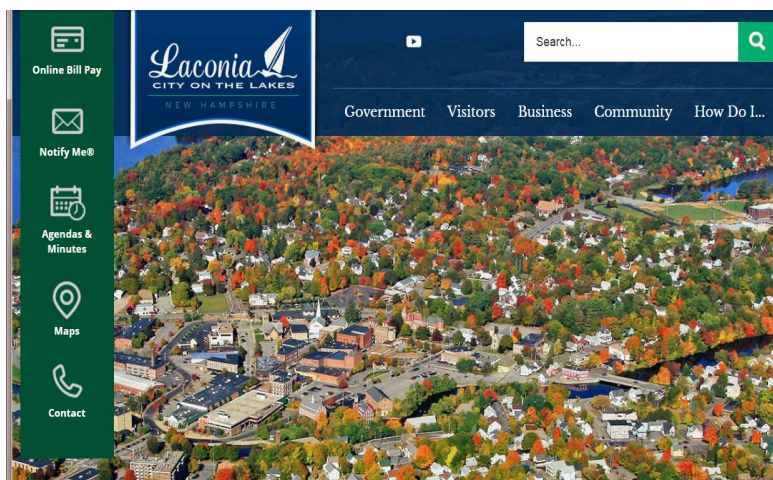 Online Bill Pay
Notify Me®
Agendas &
Minutes
Maps
Contact
Laconia
CITY ON THE LAKES
NEW HAMPSHIRE
Search...
Government Visitors Business Community How Do I...